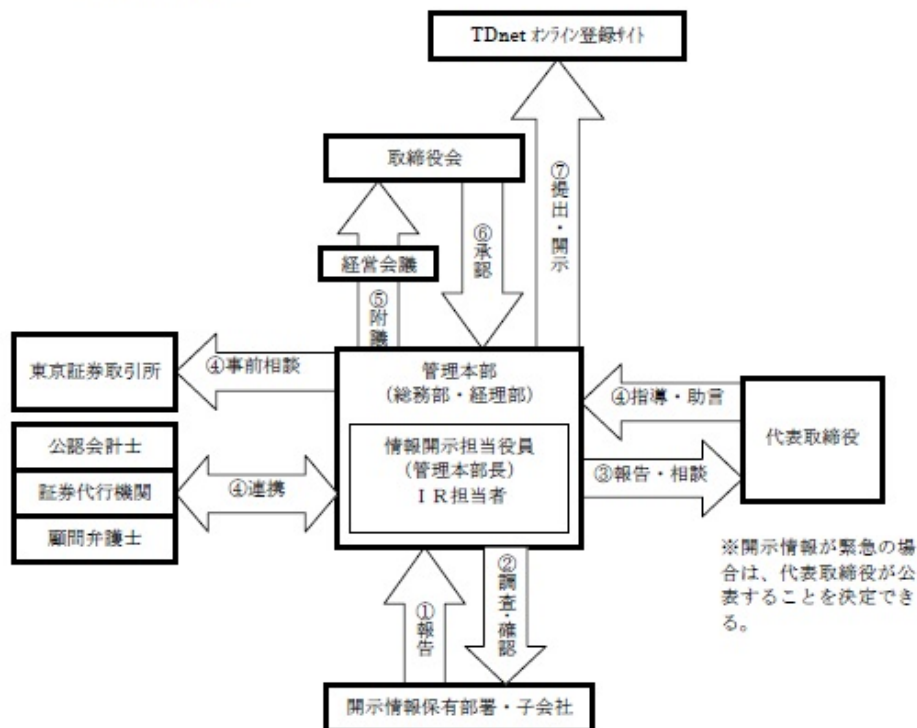 TDnet オンライン登録サイト
取締役会
⑦提出・開示
⑥承認
経営会議
⑤附議
東京証券取引所
④事前相談
管理本部
(総務部・経理部)
④指導・助言
代表取締役
公認会計士
証券代行機関
顧問弁護士
④連携
情報開示担当役員
(管理本部長)
ＩＲ担当者
③報告・相談
※開示情報が緊急の場
合は、代表取締役が公
表することを決定でき
る。
①報告
②調査・確認
開示情報保有部署・子会社